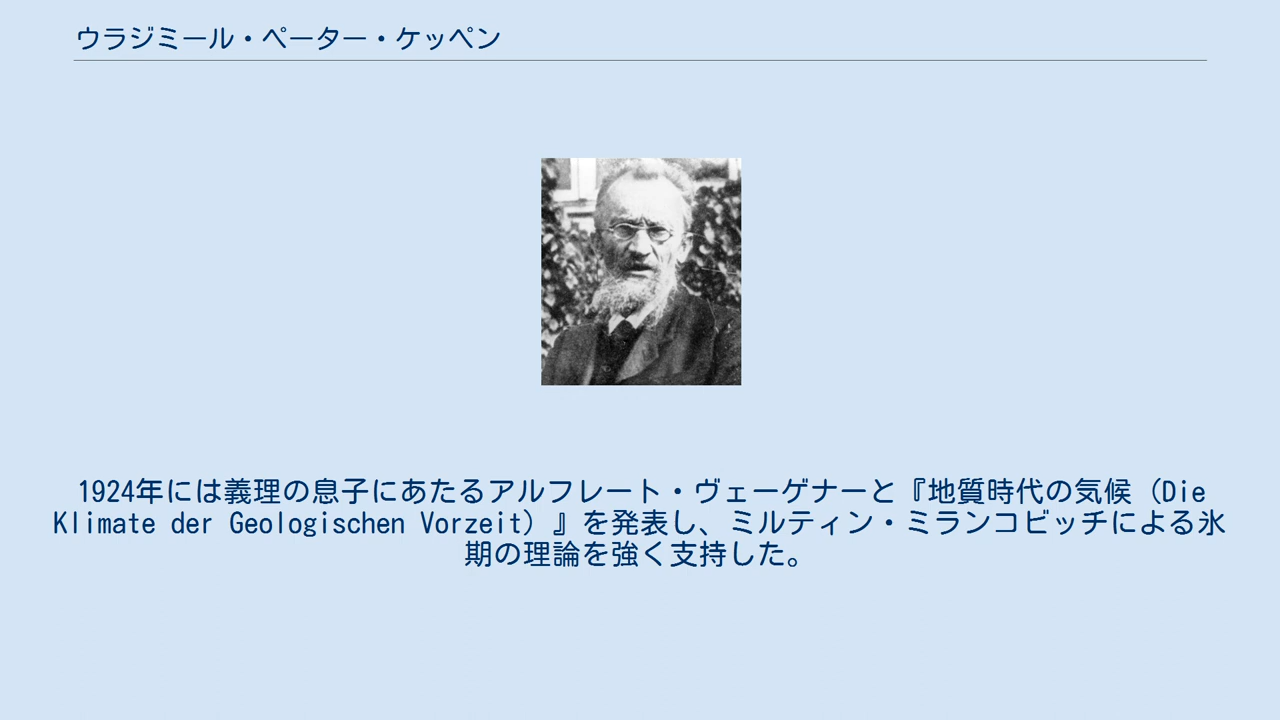 ウラジミール・ペーター・ケッペン
1924年には義理の息子にあたるアルフレート・ヴェーゲナーと『地質時代の気候（Die
Klimate der Geologischen Vorzeit）』を発表し、ミルティン・ミランコビッチによる氷
期の理論を強く支持した。